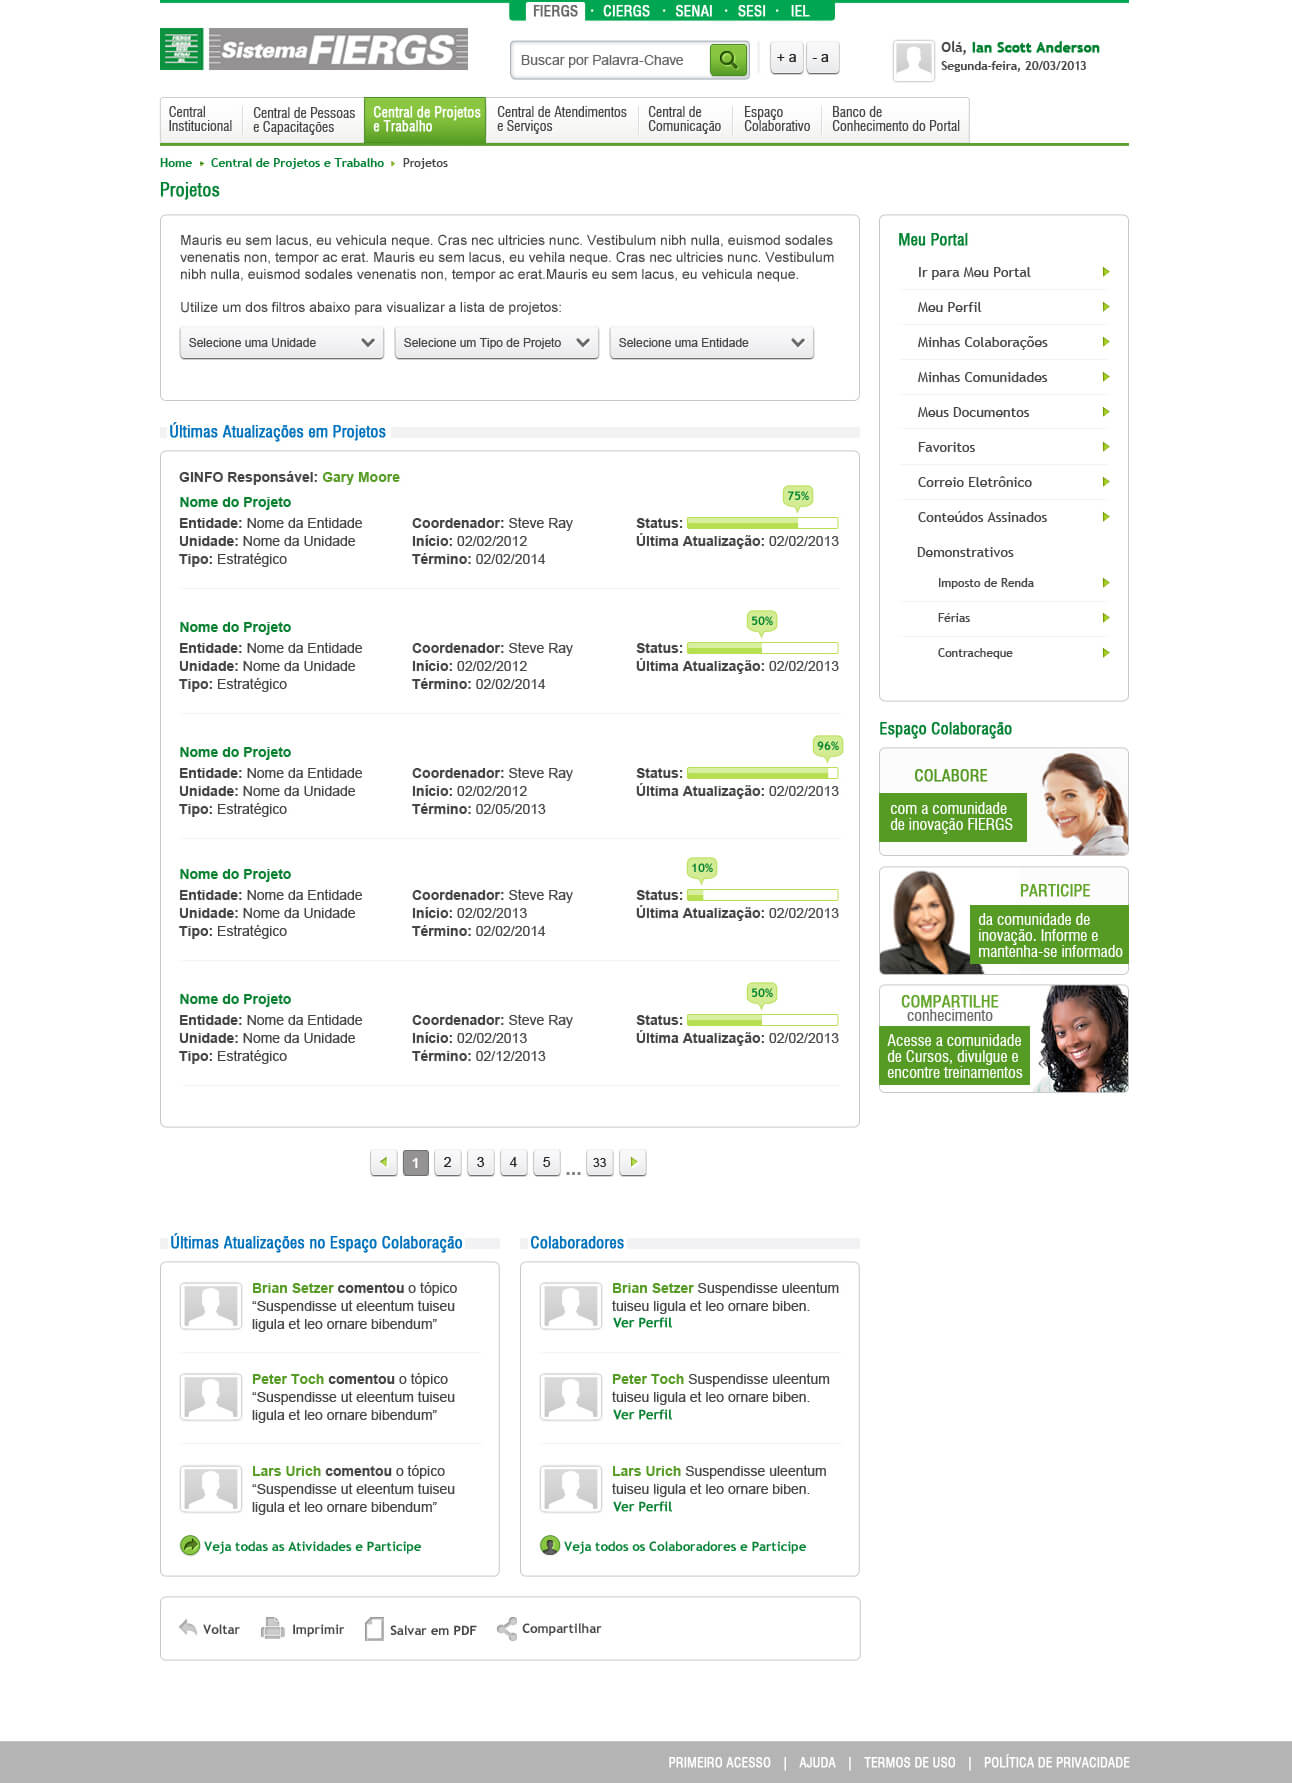 FIERGS · CIERGS · SENAI · SESI · IEL
Sistema FIERGS
Buscar por Palavra-Chave
+ a - a
Olá, Ian Scott Anderson
Segunda-feira, 20/03/2013
Central Institucional
Central de Pessoas e Capacitações
Central de Projetos e Trabalho
Central de Atendimentos e Serviços
Central de Comunicação
Espaço Colaborativo
Banco de Conhecimento do Portal
Home Central de Projetos e Trabalho Projetos
Projetos
Mauris eu sem lacus, eu vehicula neque. Cras nec ultricies nunc. Vestibulum nibh nulla, euismod sodales
venenatis non, tempor ac erat. Mauris eu sem lacus, eu vehila neque. Cras nec ultricies nunc. Vestibulum
nibh nulla, euismod sodales venenatis non, tempor ac erat.Mauris eu sem lacus, eu vehicula neque.
Utilize um dos filtros abaixo para visualizar a lista de projetos:
Selecione uma Unidade
Selecione um Tipo de Projeto
Selecione uma Entidade
Últimas Atualizações em Projetos
GINFO Responsável: Gary Moore
Nome do Projeto
75%
Entidade: Nome da Entidade Coordenador: Steve Ray Status:
Unidade: Nome da Unidade Início: 02/02/2012 Última Atualização: 02/02/2013
Tipo: Estratégico Término: 02/02/2014
Nome do Projeto
50%
Entidade: Nome da Entidade Coordenador: Steve Ray Status:
Unidade: Nome da Unidade Início: 02/02/2012 Última Atualização: 02/02/2013
Tipo: Estratégico Término: 02/02/2014
Nome do Projeto
96%
Entidade: Nome da Entidade Coordenador: Steve Ray Status:
Unidade: Nome da Unidade Início: 02/02/2012 Última Atualização: 02/02/2013
Tipo: Estratégico Término: 02/05/2013
Nome do Projeto
10%
Entidade: Nome da Entidade Coordenador: Steve Ray Status:
Unidade: Nome da Unidade Início: 02/02/2013 Última Atualização: 02/02/2013
Tipo: Estratégico Término: 02/02/2014
Nome do Projeto
50%
Entidade: Nome da Entidade Coordenador: Steve Ray Status:
Unidade: Nome da Unidade Início: 02/02/2013 Última Atualização: 02/02/2013
Tipo: Estratégico Término: 02/12/2013
1 2 3 4 5 ... 33
Meu Portal
Ir para Meu Portal
Meu Perfil
Minhas Colaborações
Minhas Comunidades
Meus Documentos
Favoritos
Correio Eletrônico
Conteúdos Assinados
Demonstrativos
Imposto de Renda
Férias
Contracheque
Espaço Colaboração
COLABORE
com a comunidade
de inovação FIERGS
PARTICIPE
da comunidade de
inovação. Informe e
mantenha-se informado
COMPARTILHE
conhecimento
Acesse a comunidade
de Cursos, divulgue e
encontre treinamentos
Últimas Atualizações no Espaço Colaboração
Brian Setzer comentou o tópico
“Suspendisse ut eleentum tuiseu
ligula et leo ornare bibendum”
Peter Toch comentou o tópico
“Suspendisse ut eleentum tuiseu
ligula et leo ornare bibendum”
Lars Urich comentou o tópico
“Suspendisse ut eleentum tuiseu
ligula et leo ornare bibendum”
Veja todas as Atividades e Participe
Colaboradores
Brian Setzer Suspendisse uleentum
tuiseu ligula et leo ornare biben.
Ver Perfil
Peter Toch Suspendisse uleentum
tuiseu ligula et leo ornare biben.
Ver Perfil
Lars Urich Suspendisse uleentum
tuiseu ligula et leo ornare biben.
Ver Perfil
Veja todos os Colaboradores e Participe
Voltar Imprimir Salvar em PDF Compartilhar
PRIMEIRO ACESSO | AJUDA | TERMOS DE USO | POLÍTICA DE PRIVACIDADE